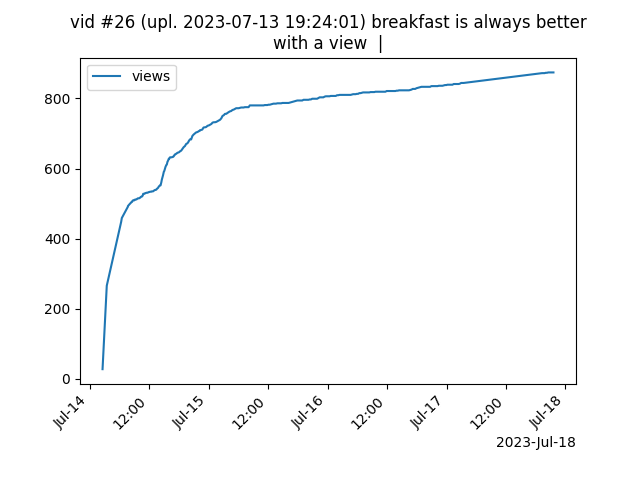 vid #26 (upl. 2023-07-13 19:24:01) breakfast is always better
with a view  |
views
800
600
400
200
0
Jul-14
12:00
Jul-15
12:00
Jul-16
12:00
Jul-17
12:00
Jul-18
2023-Jul-18